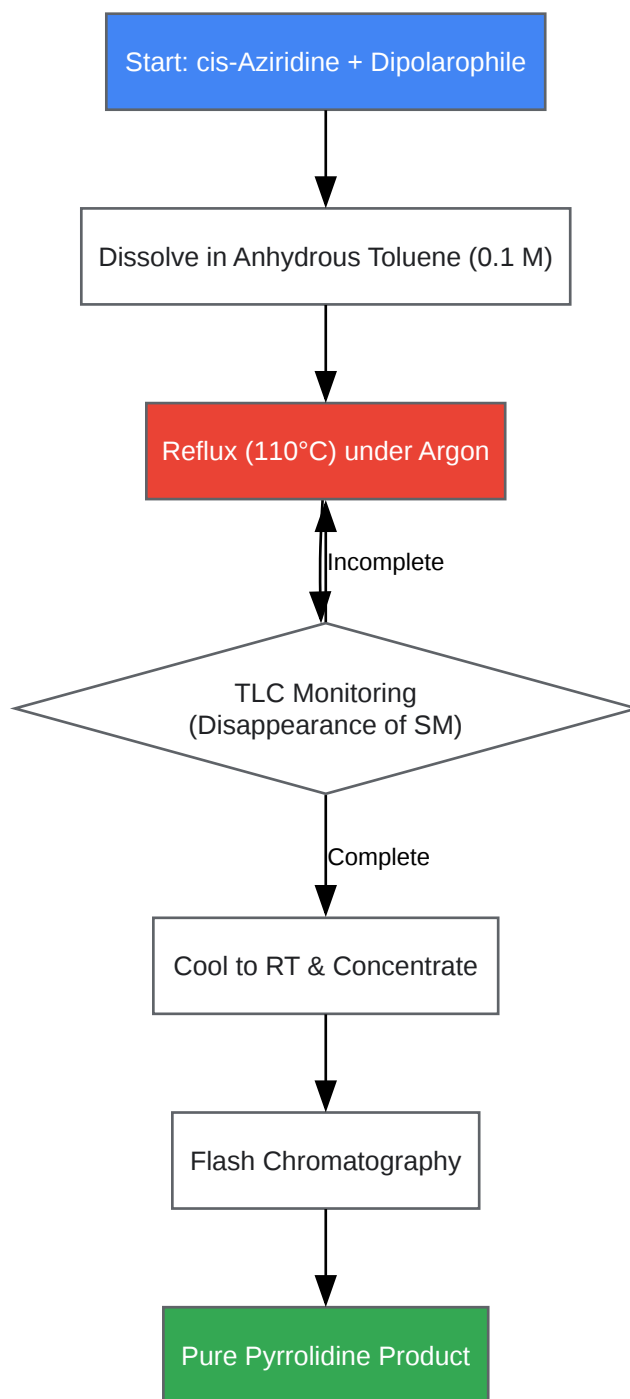 Start: cis-Aziridine + Dipolarophile
Dissolve in Anhydrous Toluene (0.1 M)
Reflux (110°C) under Argon
Incomplete
TLC Monitoring
(Disappearance of SM)
Complete
Cool to RT & Concentrate
Flash Chromatography
Pure Pyrrolidine Product